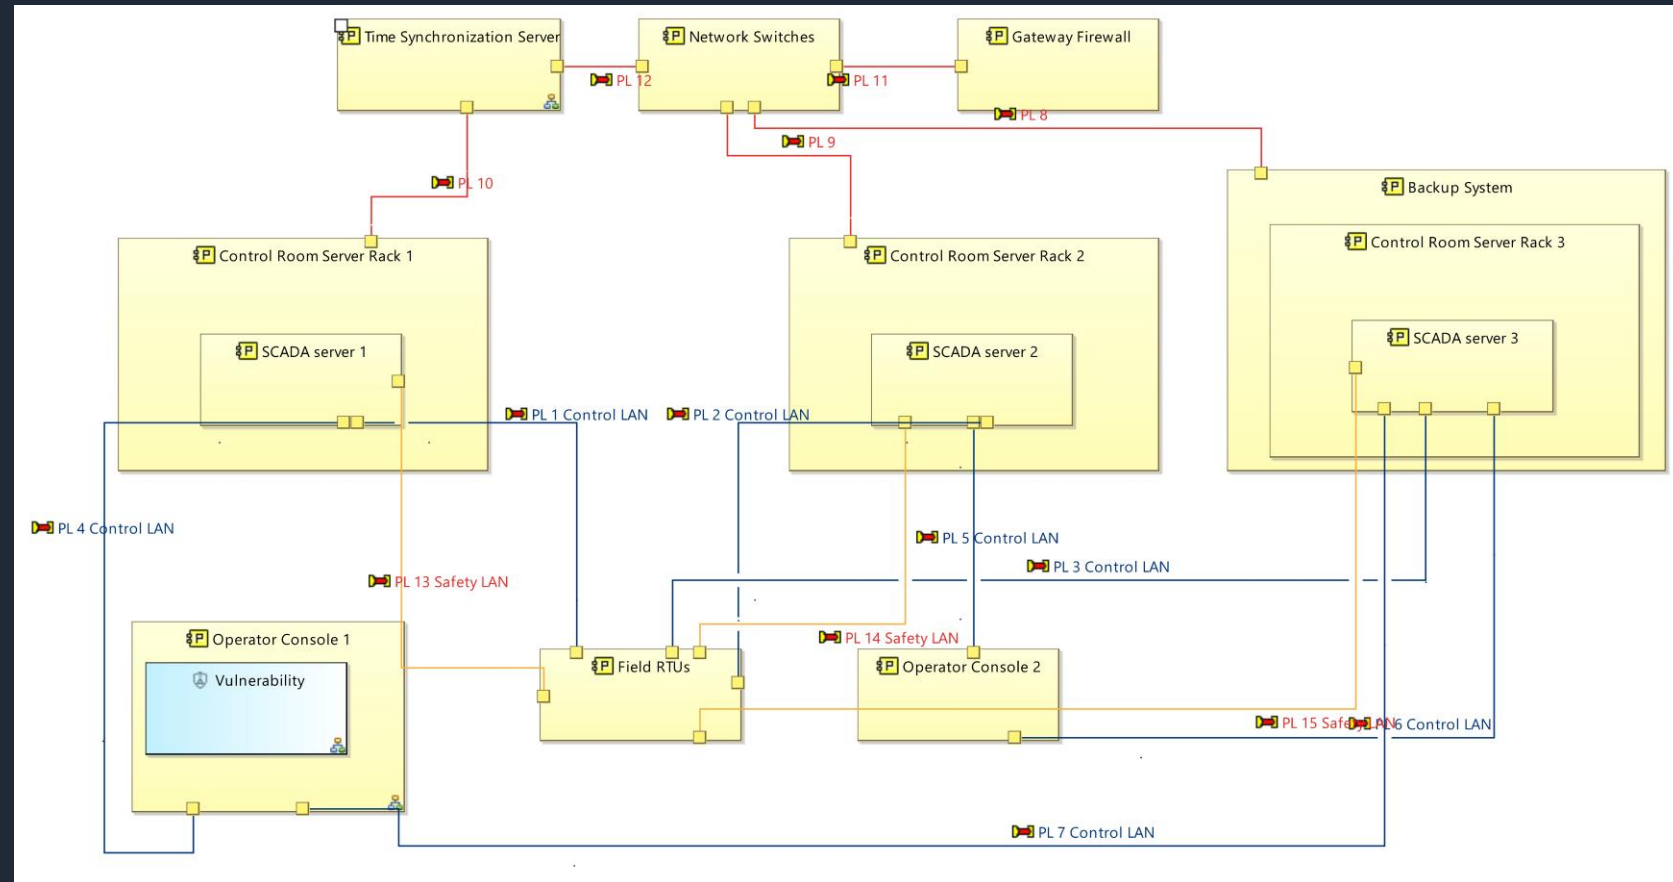 Time Synchronization Server
Network Switches
Gateway Firewall
PL 12
PL 11
PL 8
PL 9
PL 10
Backup System
Control Room Server Rack 1
Control Room Server Rack 2
Control Room Server Rack 3
SCADA server 1
SCADA server 2
SCADA server 3
PL 1 Control LAN
PL 2 Control LAN
PL 4 Control LAN
PL 5 Control LAN
PL 3 Control LAN
PL 13 Safety LAN
Operator Console 1
PL 14 Safety LAN
Field RTUs
Operator Console 2
Vulnerability
PL 15 Safety LAN
PL 6 Control LAN
PL 7 Control LAN